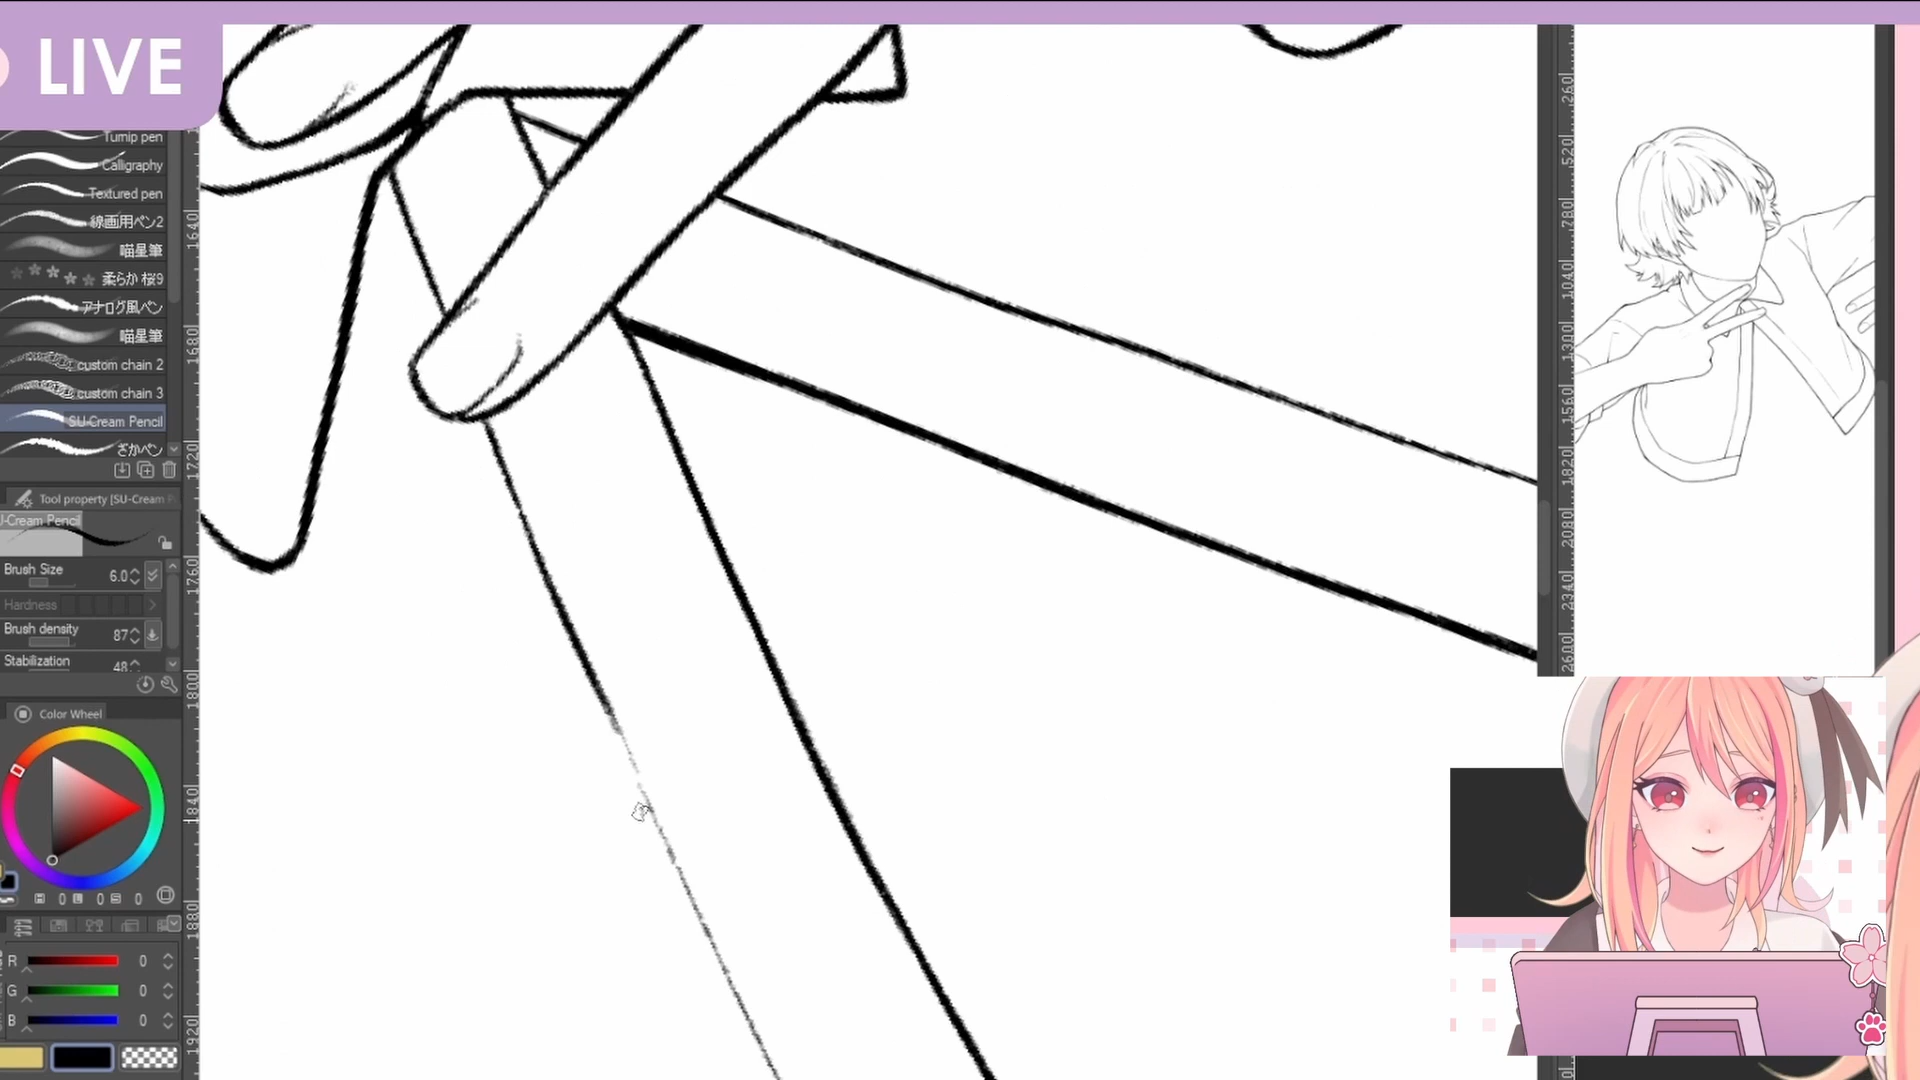 LIVE
Turnip pen
Calligraphy
Textured pen
線画用ペン2
喵星筆
柔らか 桜9
アナログ風ペン
喵星筆
custom chain 2
custom chain 3
SU-Cream Pencil
ざかペン
Tool property [SU-Cream P
U-Cream Pencil
Brush Size 6.0
Hardness
Brush density 87
Stabilization 48
Color Wheel
H 0 L 0 S 0
R 0
G 0
B 0
1640
1680
1720
1760
1800
1840
1880
1920
260
520
780
1040
1300
1560
1820
2080
2340
2600